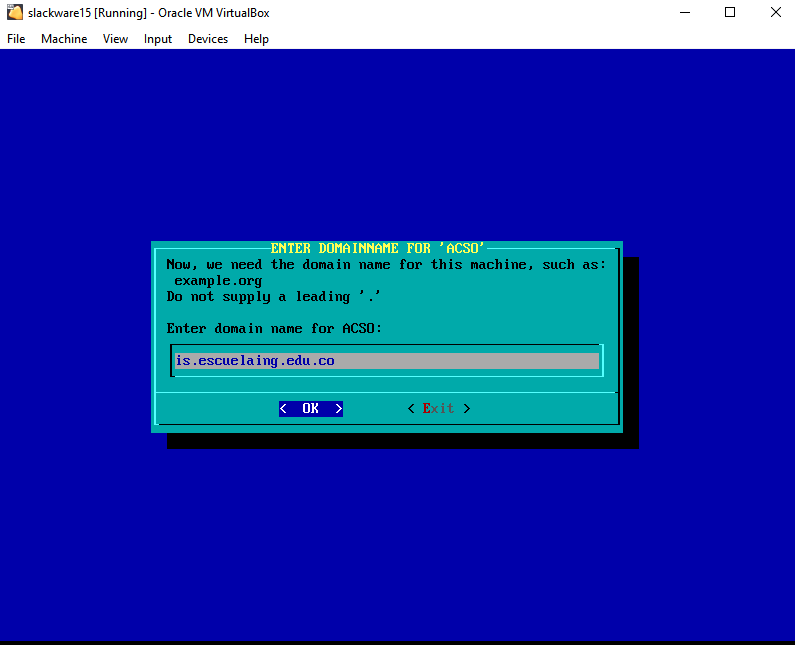 slackware15 [Running] - Oracle VM VirtualBox
File Machine View Input Devices Help
ENTER DOMAINNAME FOR 'ACSO'
Now, we need the domain name for this machine, such as:
example.org
Do not supply a leading '.'
Enter domain name for ACSO:
is.escuelaing.edu.co
< OK > < Exit >